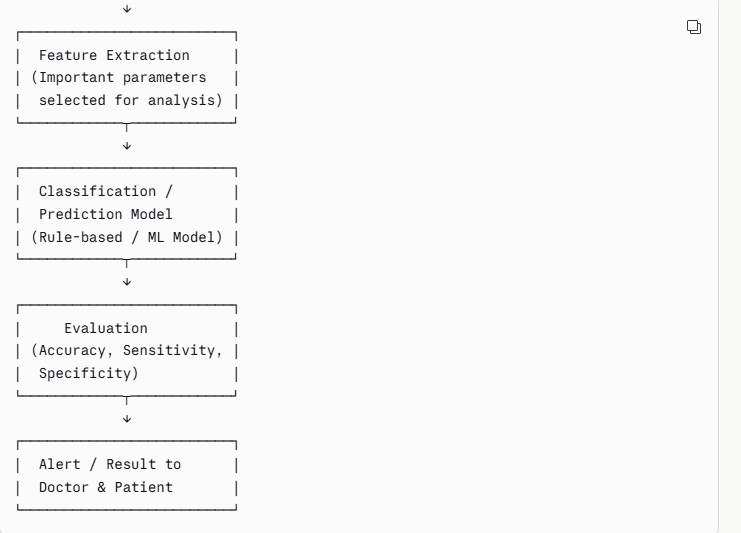 ↓
Feature Extraction
(Important parameters
selected for analysis)
↓
Classification /
Prediction Model
(Rule-based / ML Model)
↓
Evaluation
(Accuracy, Sensitivity,
Specificity)
↓
Alert / Result to
Doctor & Patient